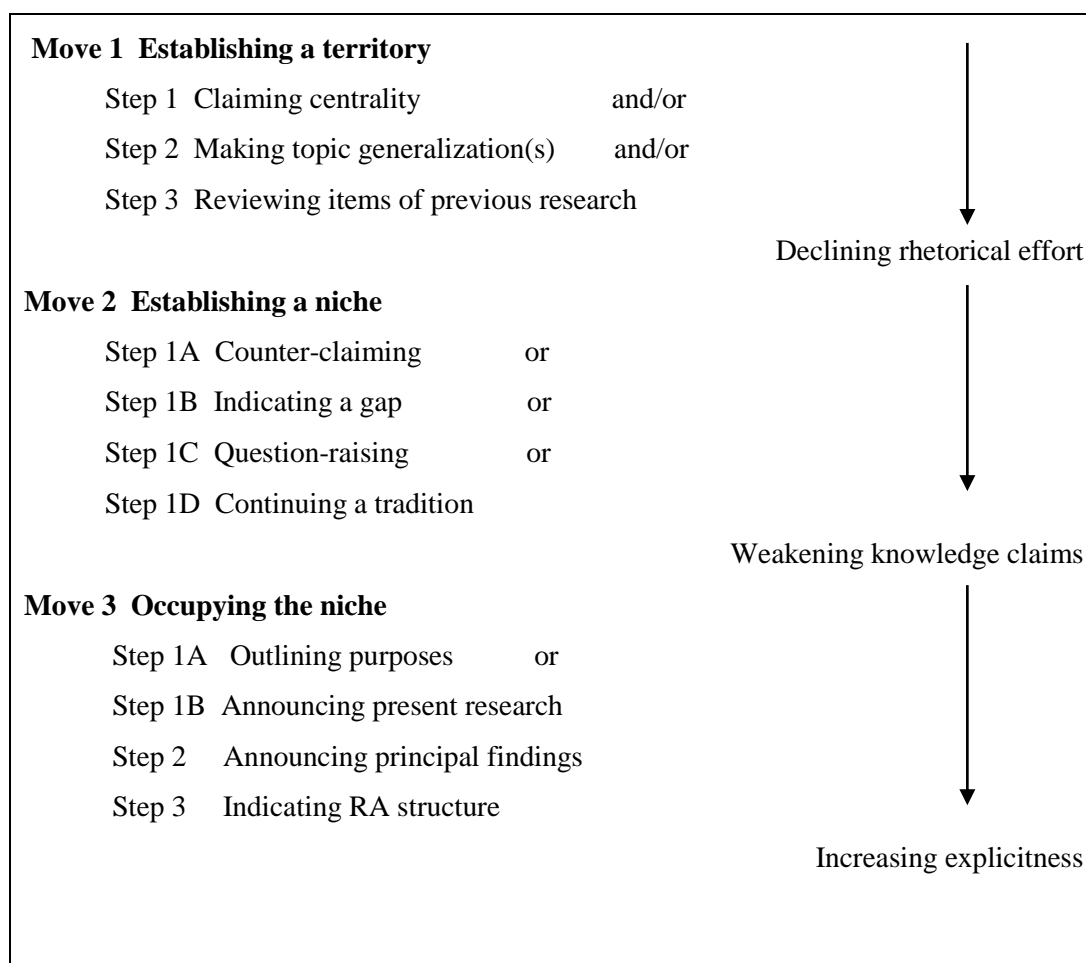 Move 1 Establishing a territory
Step 1 Claiming centrality and/or
Step 2 Making topic generalization(s) and/or
Step 3 Reviewing items of previous research
Declining rhetorical effort
Move 2 Establishing a niche
Step 1A Counter-claiming or
Step 1B Indicating a gap or
Step 1C Question-raising or
Step 1D Continuing a tradition
Weakening knowledge claims
Move 3 Occupying the niche
Step 1A Outlining purposes or
Step 1B Announcing present research
Step 2 Announcing principal findings
Step 3 Indicating RA structure
Increasing explicitness